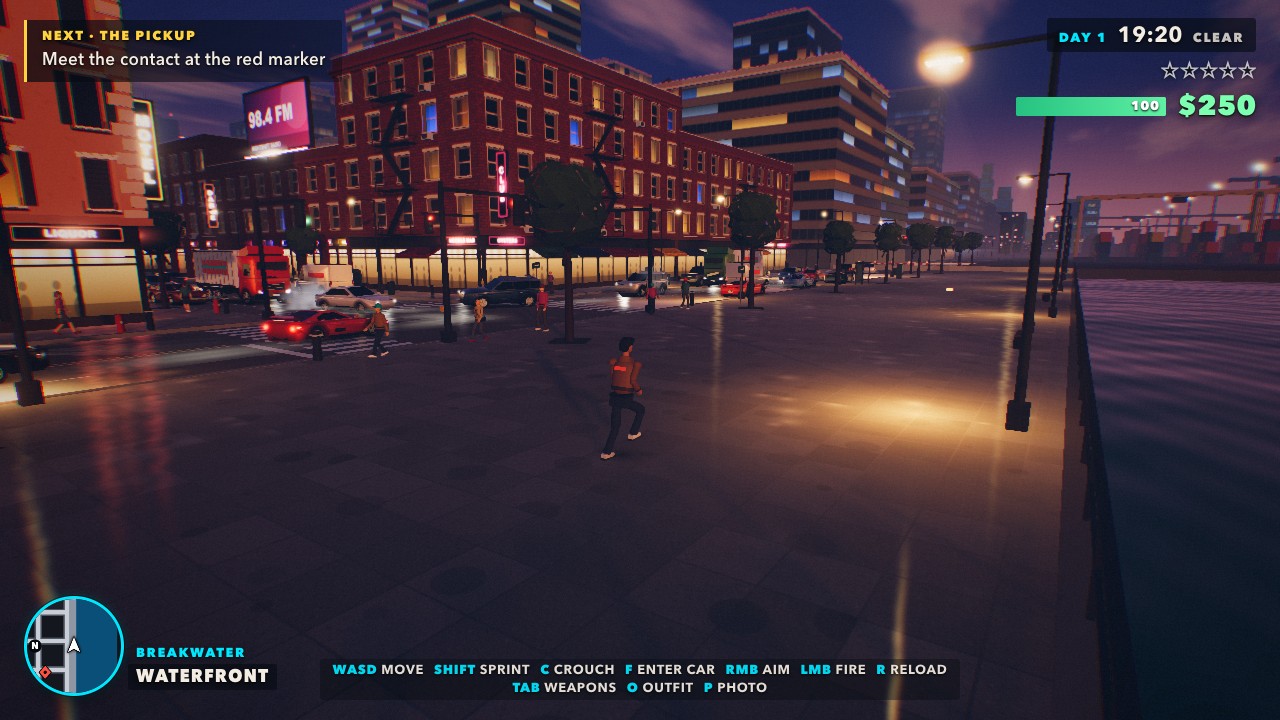 NEXT · THE PICKUP
Meet the contact at the red marker
DAY 1 19:20 CLEAR
100 $250
98.4 FM
LIQUOR
N
BREAKWATER
WATERFRONT
WASD MOVE SHIFT SPRINT C CROUCH F ENTER CAR RMB AIM LMB FIRE R RELOAD
TAB WEAPONS O OUTFIT P PHOTO